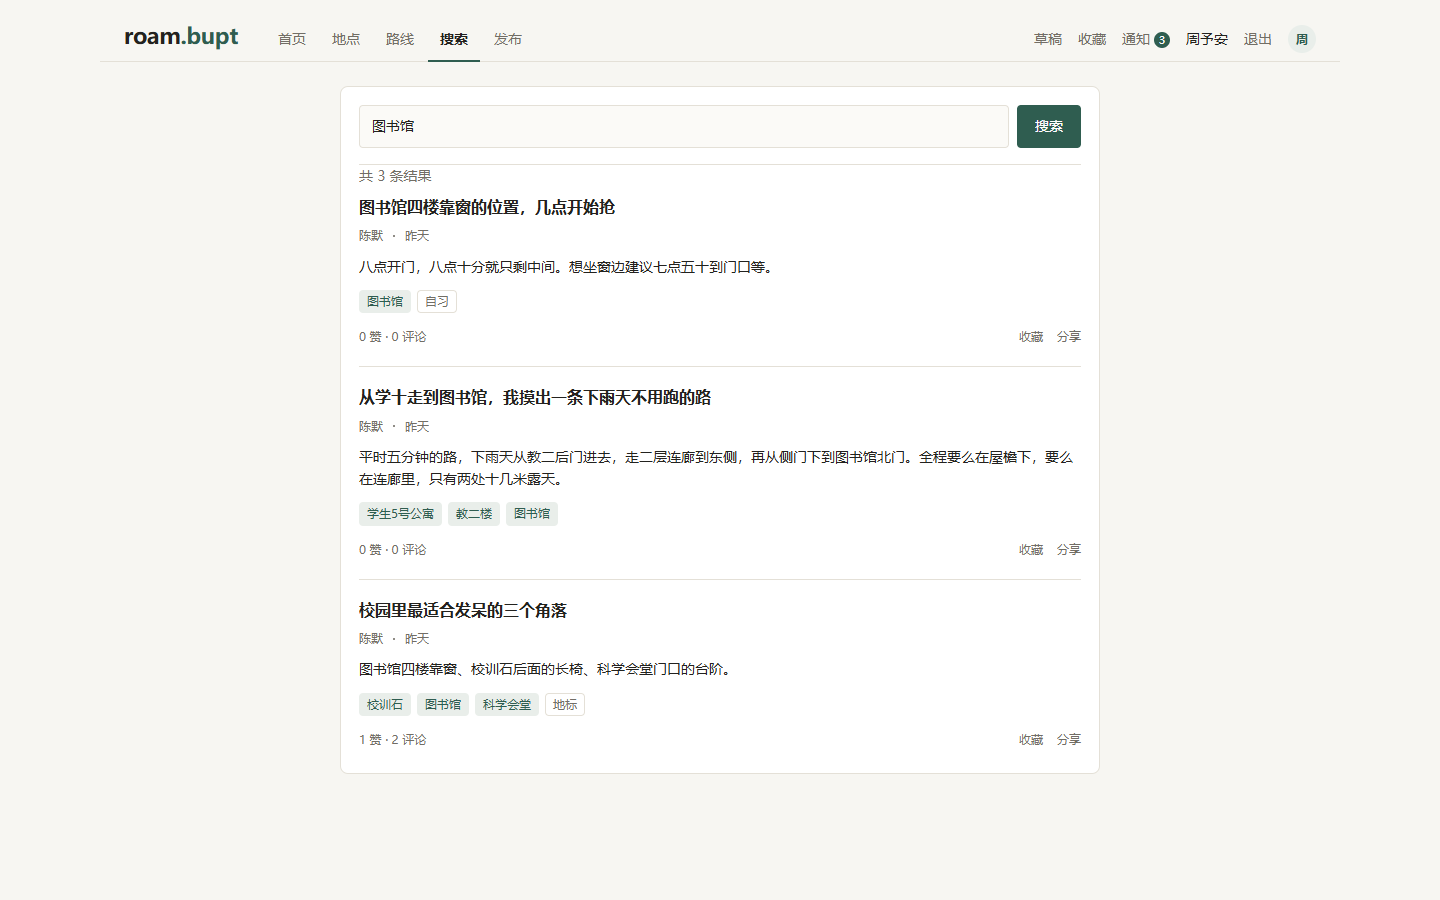 roam.bupt 首页 地点 路线 搜索 发布 草稿 收藏 通知 3 周予安 退出 周
图书馆 搜索
共 3 条结果
图书馆四楼靠窗的位置，几点开始抢
陈默 · 昨天
八点开门，八点十分就只剩中间。想坐窗边建议七点五十到门口等。
图书馆 自习
0 赞 · 0 评论 收藏 分享
从学十走到图书馆，我摸出一条下雨天不用跑的路
陈默 · 昨天
平时五分钟的路，下雨天从教二后门进去，走二层连廊到东侧，再从侧门下到图书馆北门。全程要么在屋檐下，要么
在连廊里，只有两处十几米露天。
学生5号公寓 教二楼 图书馆
0 赞 · 0 评论 收藏 分享
校园里最适合发呆的三个角落
陈默 · 昨天
图书馆四楼靠窗、校训石后面的长椅、科学会堂门口的台阶。
校训石 图书馆 科学会堂 地标
1 赞 · 2 评论 收藏 分享